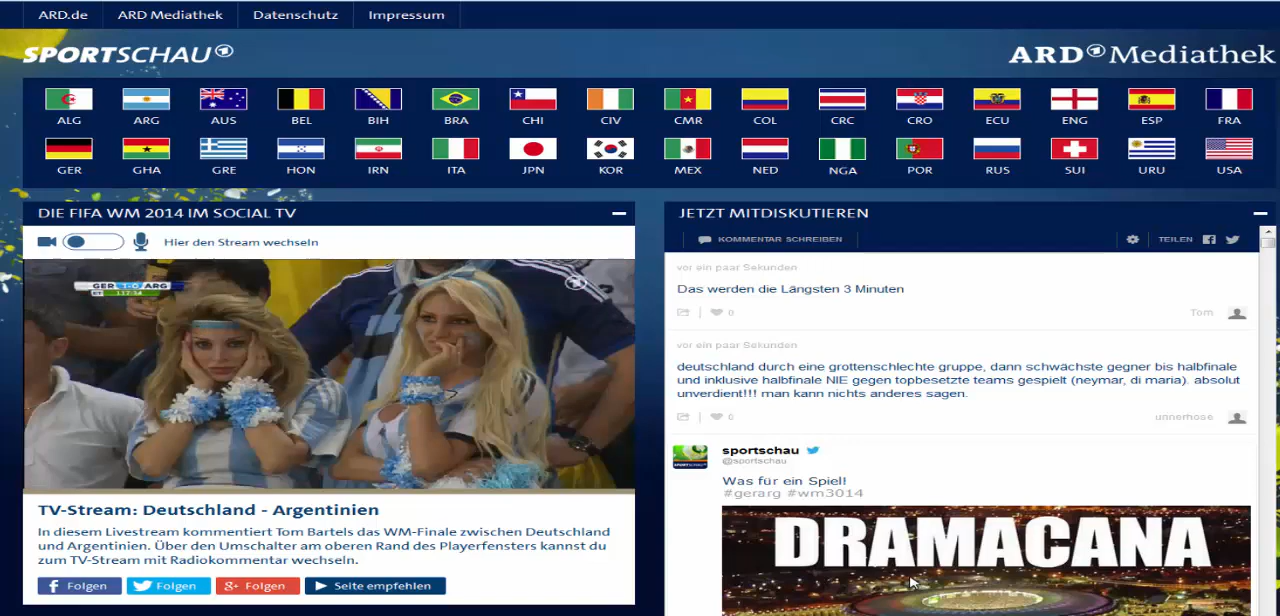 ARD.de
ARD Mediathek
Datenschutz
Impressum
SPORTSCHAU
ARD Mediathek
ALG ARG AUS BEL BIH BRA CHI CIV CMR COL CRC CRO ECU ENG ESP FRA
GER GHA GRE HON IRN ITA JPN KOR MEX NED NGA POR RUS SUI URU USA
DIE FIFA WM 2014 IM SOCIAL TV
Hier den Stream wechseln
GER 1-0 ARG
ET 117:34
TV-Stream: Deutschland - Argentinien
In diesem Livestream kommentiert Tom Bartels das WM-Finale zwischen Deutschland
und Argentinien. Über den Umschalter am oberen Rand des Playerfensters kannst du
zum TV-Stream mit Radiokommentar wechseln.
Folgen
Folgen
Folgen
Seite empfehlen
JETZT MITDISKUTIEREN
KOMMENTAR SCHREIBEN
TEILEN
vor ein paar Sekunden
Das werden die Längsten 3 Minuten
0
Tom
vor ein paar Sekunden
deutschland durch eine grottenschlechte gruppe, dann schwächste gegner bis halbfinale
und inklusive halbfinale NIE gegen topbesetzte teams gespielt (neymar, di maria). absolut
unverdient!!! man kann nichts anderes sagen.
0
unnerhose
sportschau
@sportschau
Was für ein Spiel!
#gerarg #wm3014
DRAMACANA